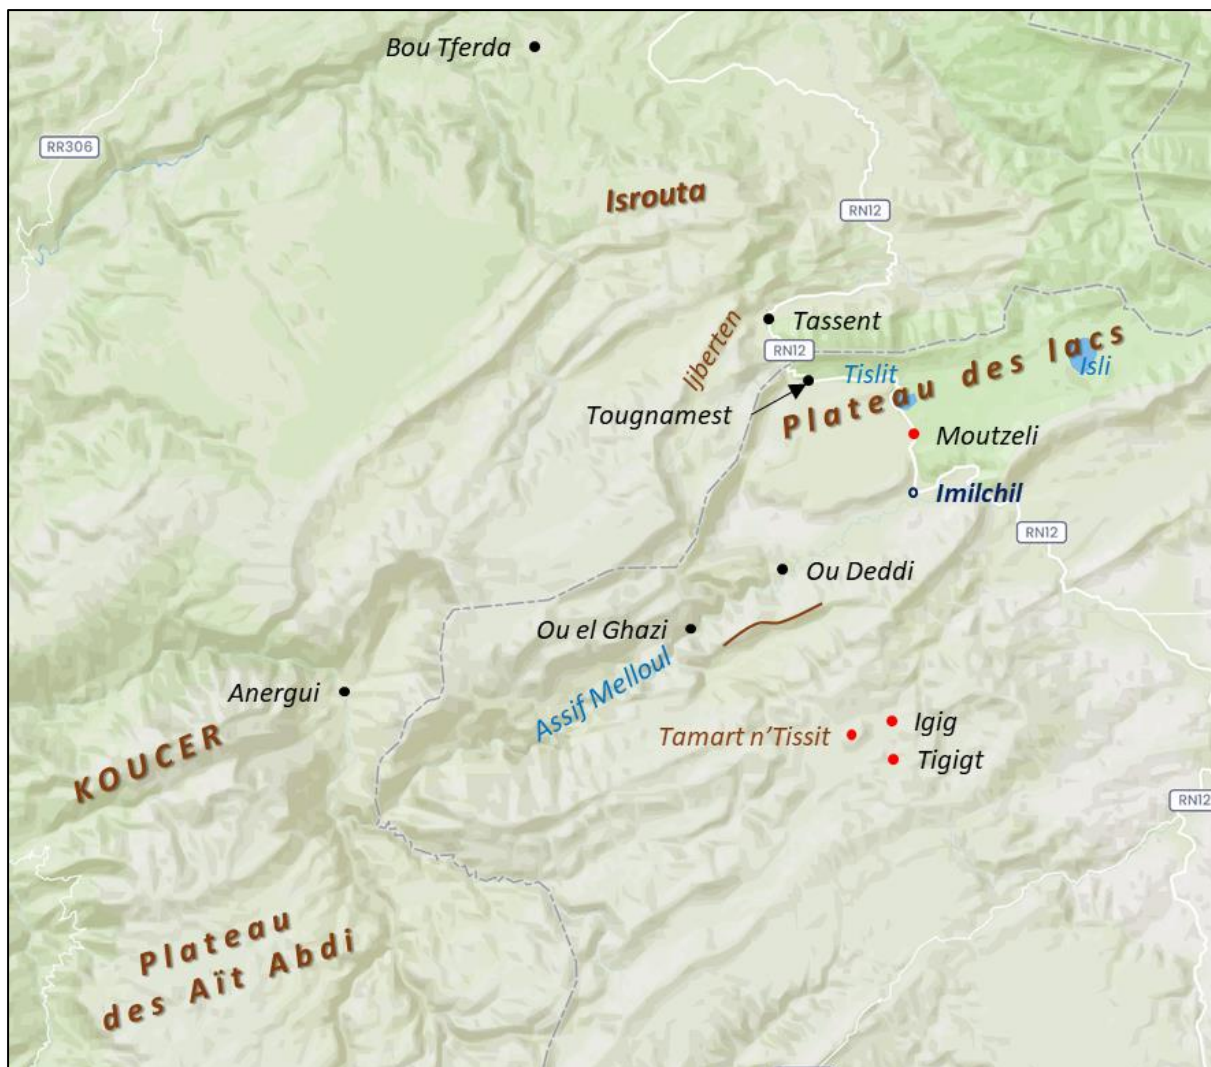 Bou Tferda
RR306
Isrouta
RN12
Tassent
Ijberten
RN12
Plateau des lacs
Tislit
Isli
Tougnamest
Moutzeli
Imilchil
RN12
Ou Deddi
Ou el Ghazi
Assif Melloul
Anergui
Igig
Tamart n’Tissit
Tigigt
KOUCER
RN12
Plateau
des Aït Abdi